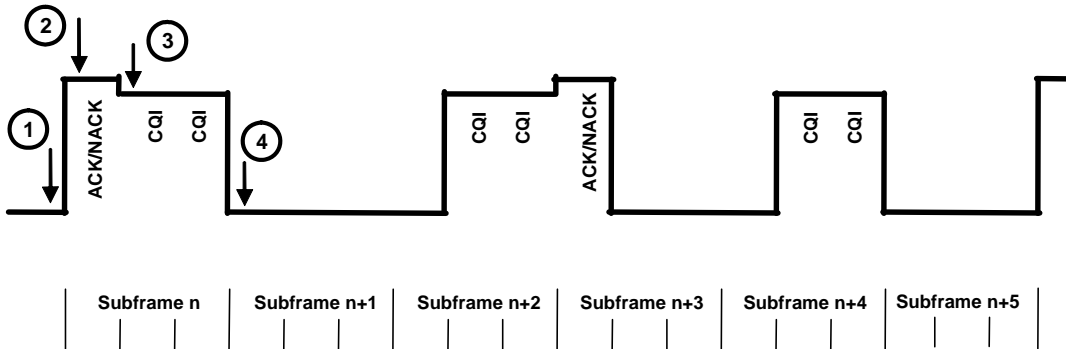 2
3
1
4
ACK/NACK
CQI
CQI
CQI
CQI
ACK/NACK
CQI
CQI
Subframe n
Subframe n+1
Subframe n+2
Subframe n+3
Subframe n+4
Subframe n+5